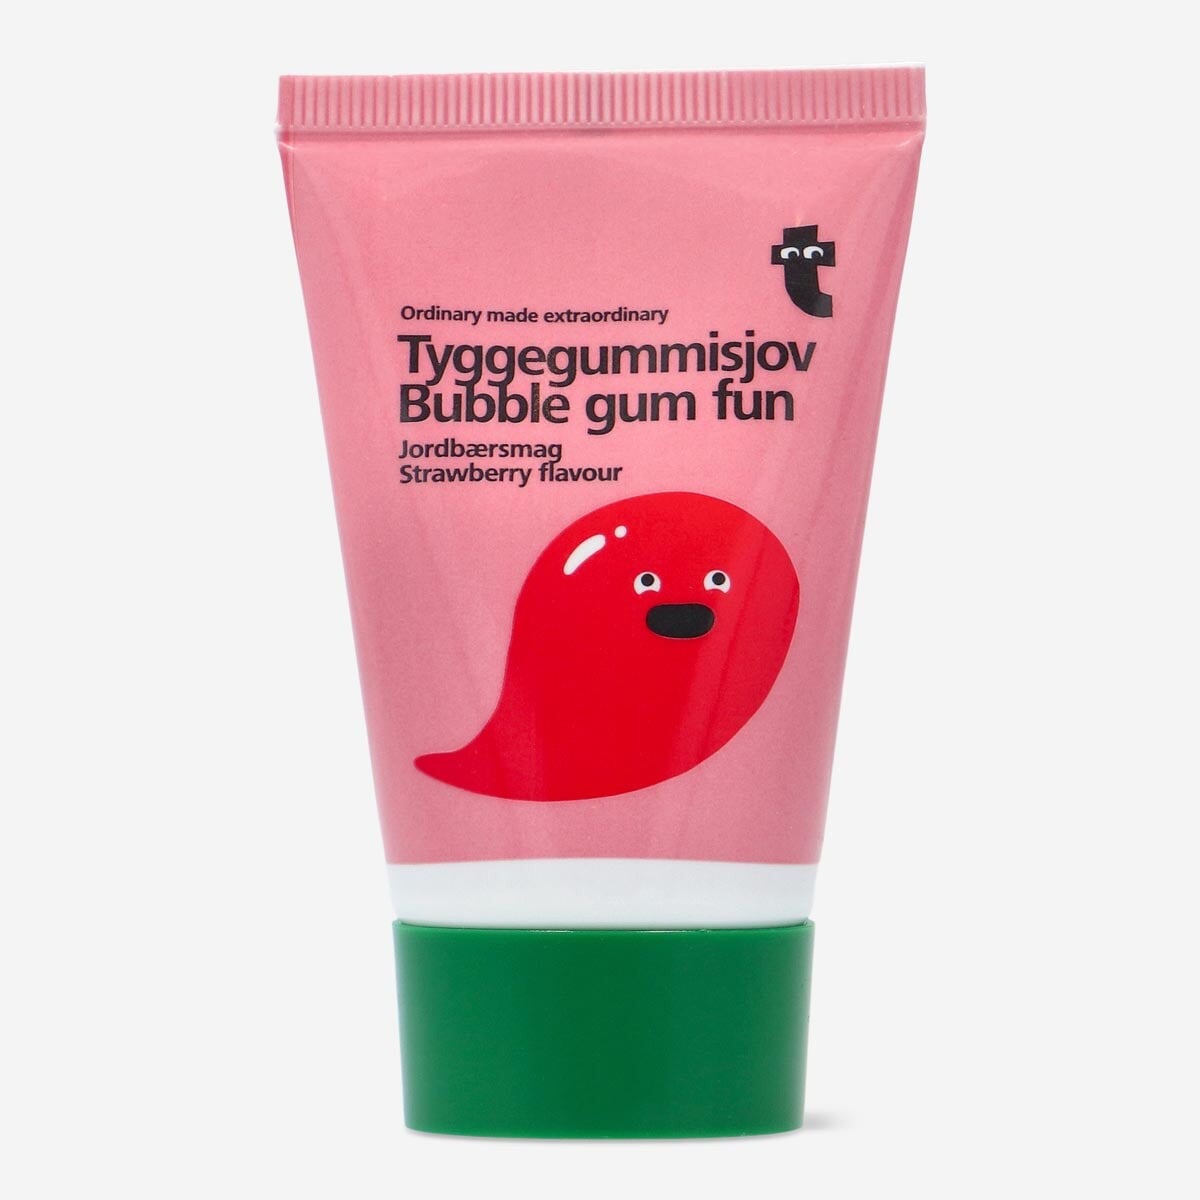 t
Ordinary made extraordinary
Tyggegummisjov
Bubble gum fun
Jordbærsmag
Strawberry flavour